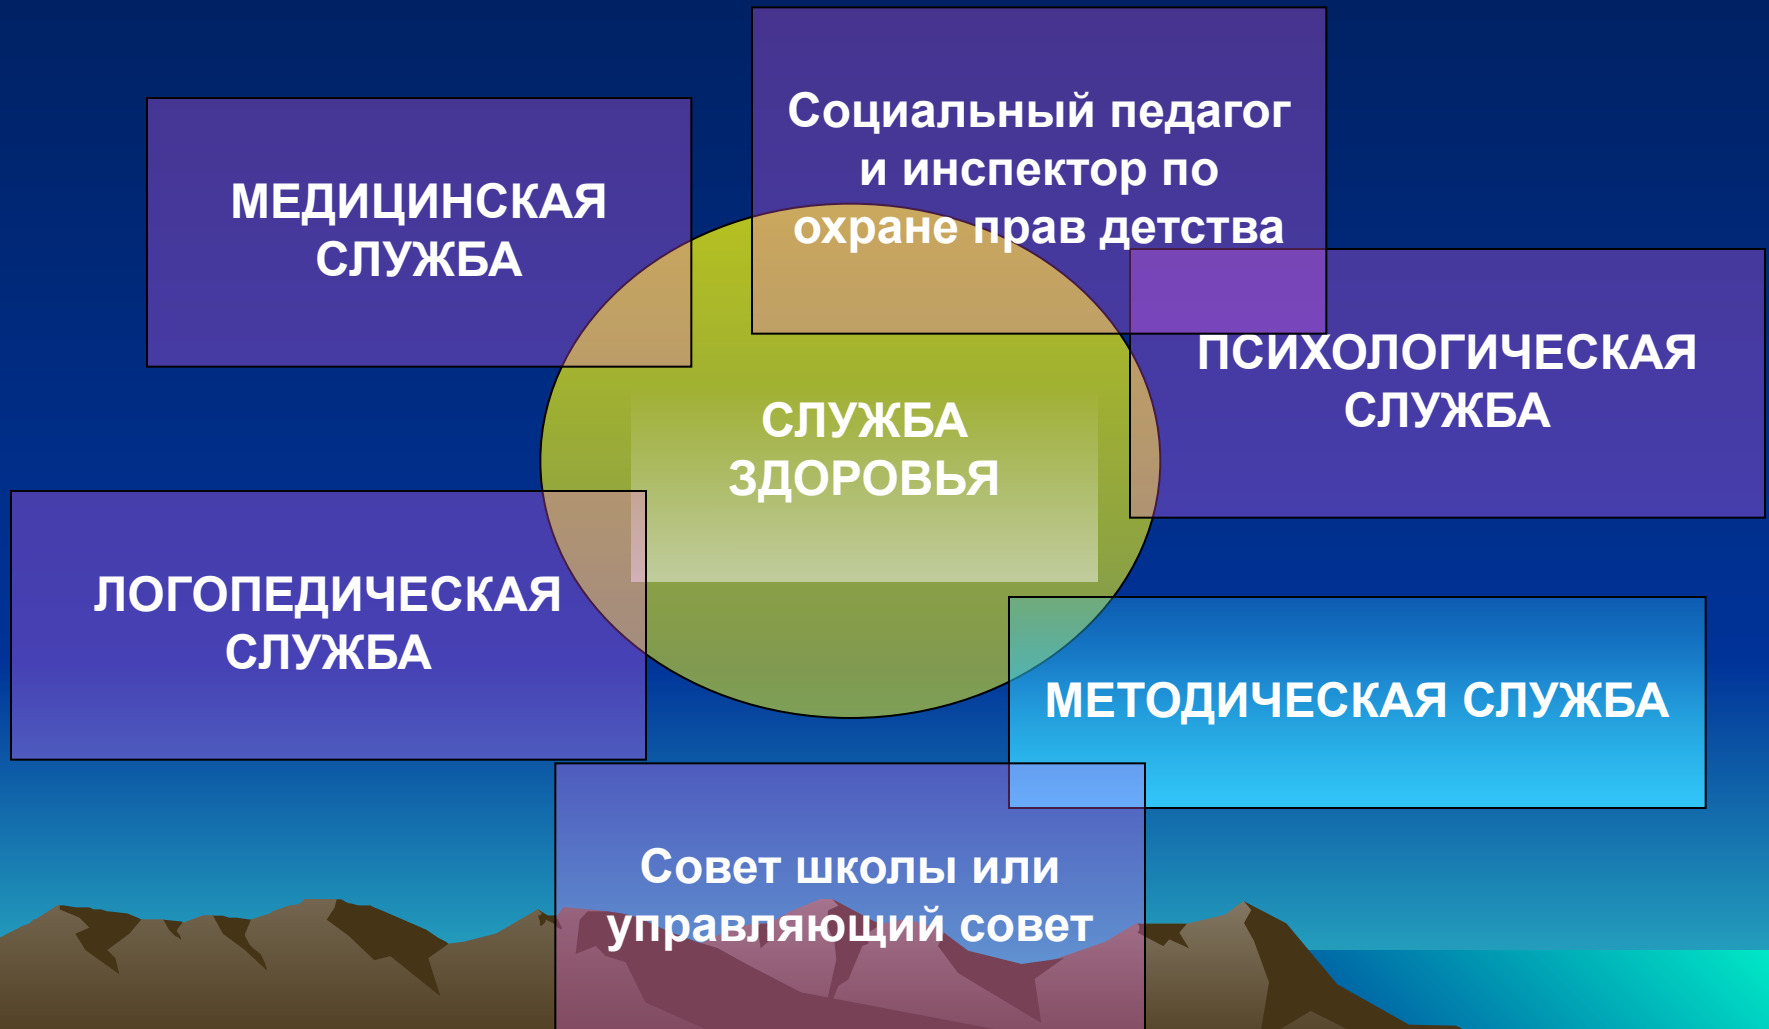 Социальный педагог
и инспектор по
охране прав детства
МЕДИЦИНСКАЯ
СЛУЖБА
ПСИХОЛОГИЧЕСКАЯ
СЛУЖБА
СЛУЖБА
ЗДОРОВЬЯ
ЛОГОПЕДИЧЕСКАЯ
СЛУЖБА
МЕТОДИЧЕСКАЯ СЛУЖБА
Совет школы или
управляющий совет